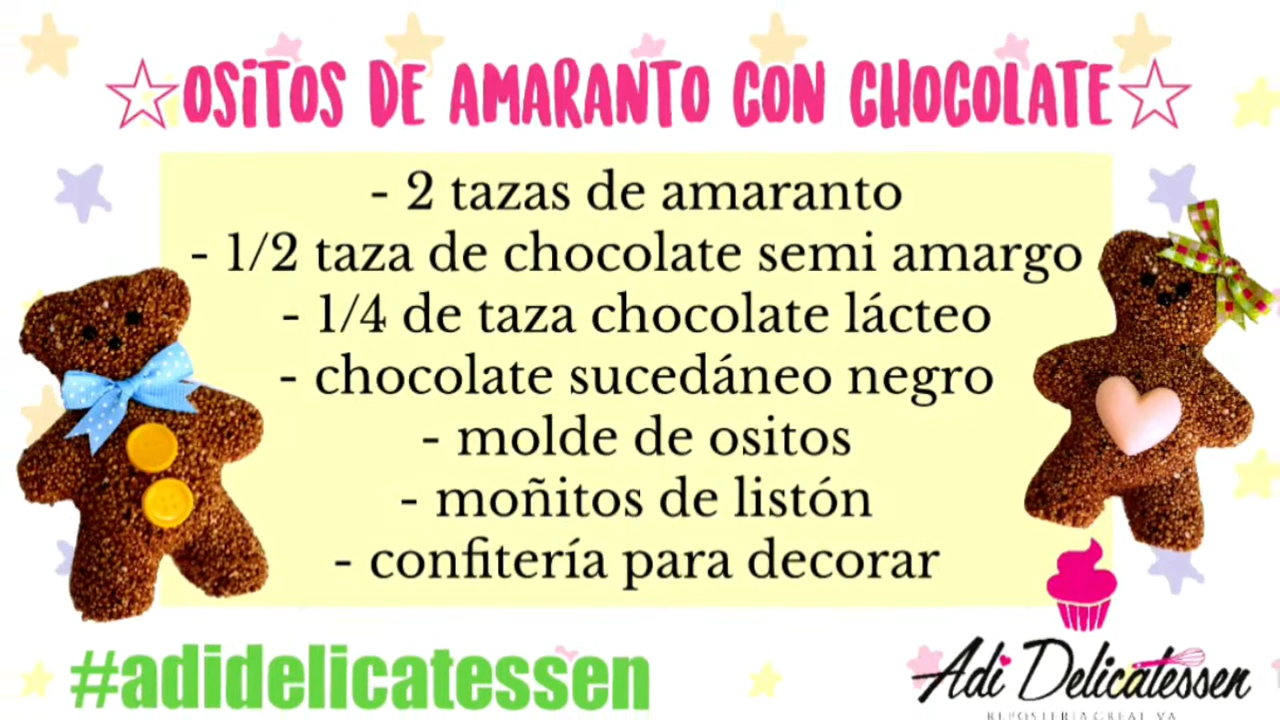 ☆OSiTOS DE AMARANTO CON CHOCOLATE☆
- 2 tazas de amaranto
- 1/2 taza de chocolate semi amargo
- 1/4 de taza chocolate lácteo
- chocolate sucedáneo negro
- molde de ositos
- moñitos de listón
- confitería para decorar
#adidelicatessen
Adi Delicatessen